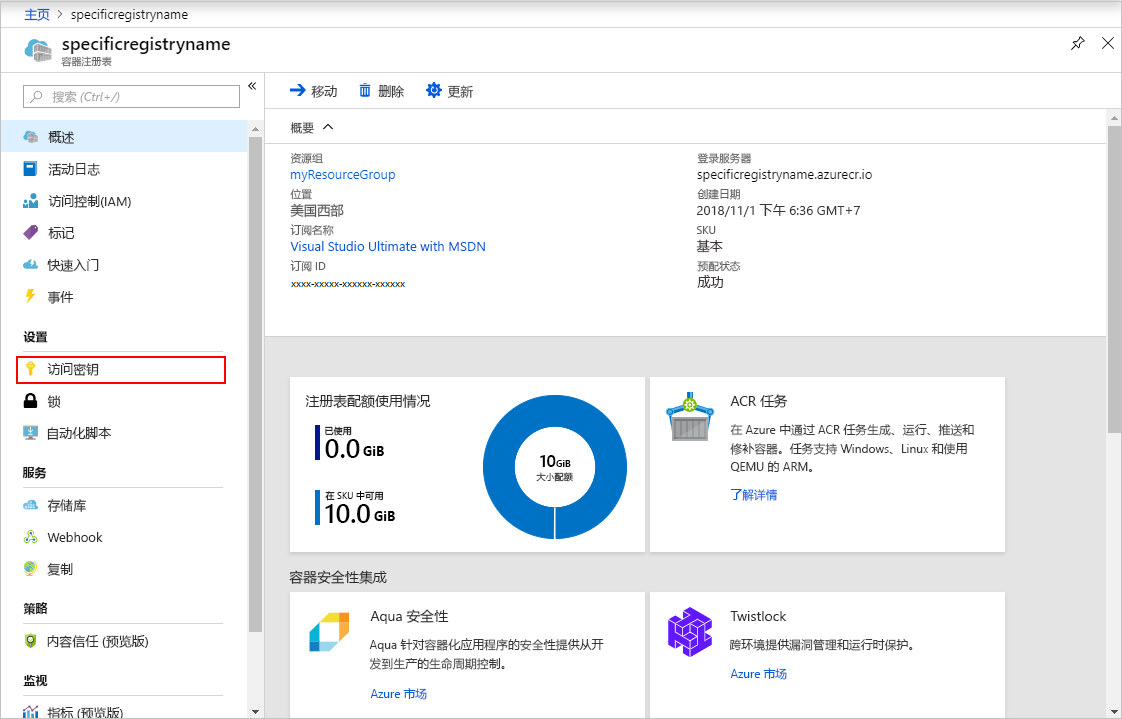 主页 > specificregistryname
specificregistryname
容器注册表
搜索 (Ctrl+/)
«
概述
活动日志
访问控制(IAM)
标记
快速入门
事件
设置
访问密钥
锁
自动化脚本
服务
存储库
Webhook
复制
策略
内容信任 (预览版)
监视
指标 (预览版)
移动 删除 更新
概要
资源组
myResourceGroup
位置
美国西部
订阅名称
Visual Studio Ultimate with MSDN
订阅 ID
xxxx-xxxxx-xxxxxx-xxxxxx
登录服务器
specificregistryname.azurecr.io
创建日期
2018/11/1 下午 6:36 GMT+7
SKU
基本
预配状态
成功
注册表配额使用情况
已使用
0.0 GiB
在 SKU 中可用
10.0 GiB
10GiB
大小配额
ACR 任务
在 Azure 中通过 ACR 任务生成、运行、推送和
修补容器。任务支持 Windows、Linux 和使用
QEMU 的 ARM。
了解详情
容器安全性集成
Aqua 安全性
Aqua 针对容器化应用程序的安全性提供从开
发到生产的生命周期控制。
Azure 市场
Twistlock
跨环境提供漏洞管理和运行时保护。
Azure 市场